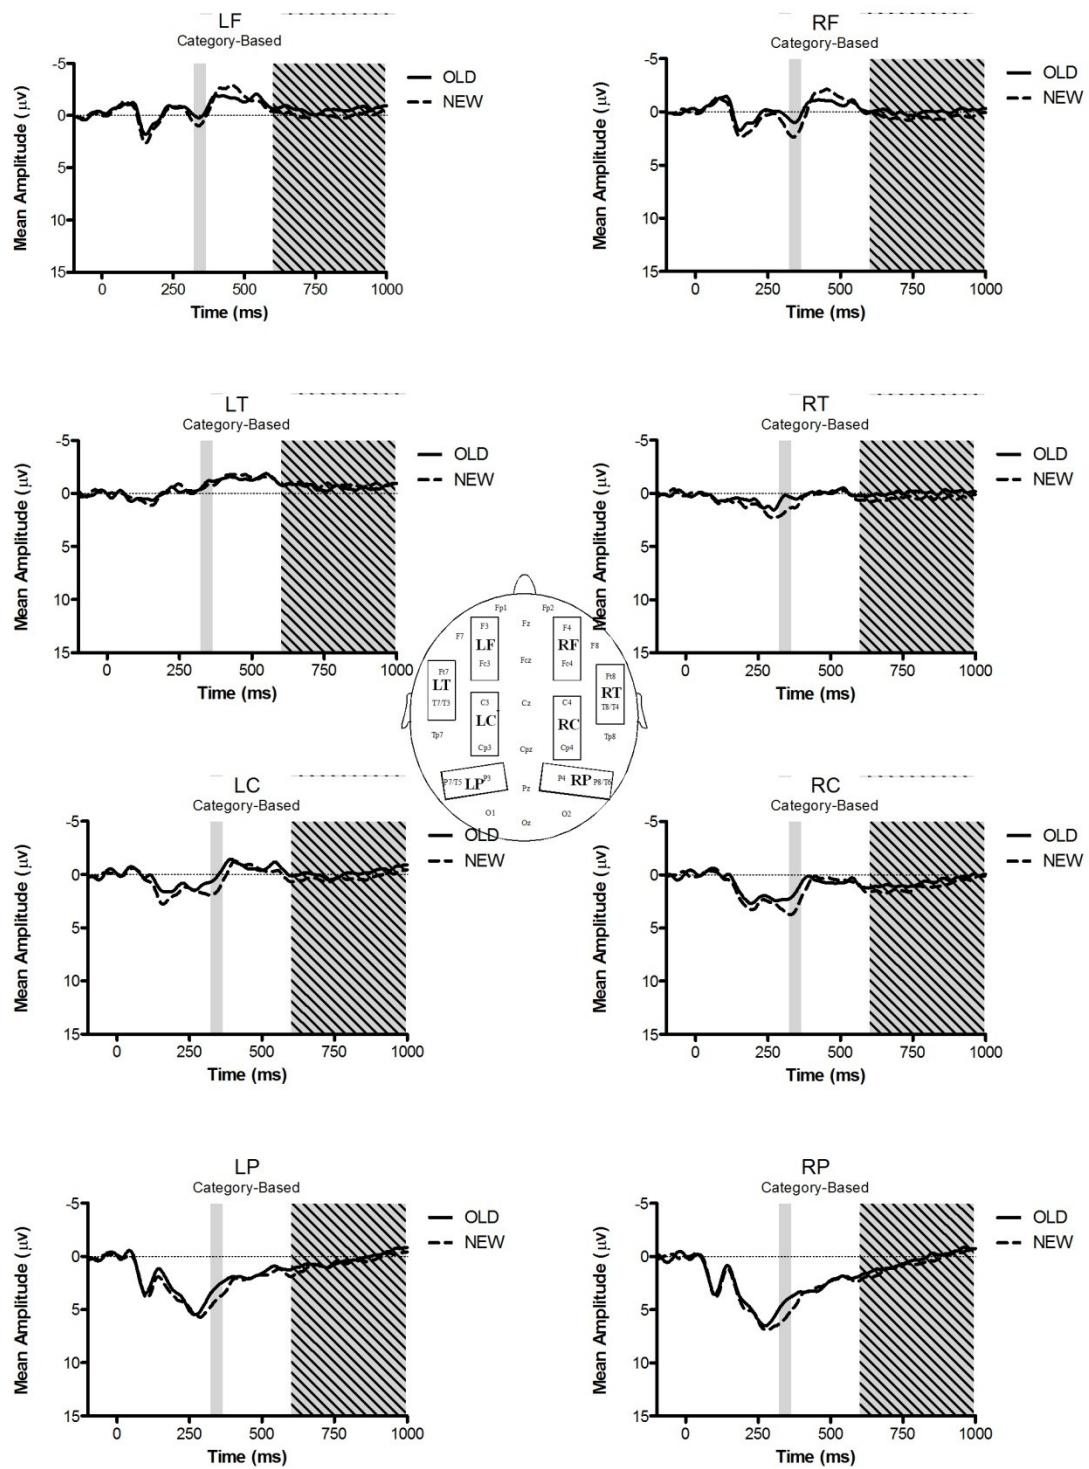 LF
Category-Based
-5
0
5
10
15
Mean Amplitude (μv)
0 250 500 750 1000
Time (ms)
OLD
NEW
RF
Category-Based
-5
0
5
10
15
Mean Amplitude (μv)
0 250 500 750 1000
Time (ms)
OLD
NEW
LT
Category-Based
-5
0
5
10
15
Mean Amplitude (μv)
0 250 500 750 1000
Time (ms)
OLD
NEW
RT
Category-Based
-5
0
5
10
15
Mean Amplitude (μv)
0 250 500 750 1000
Time (ms)
OLD
NEW
Fp1 Fp2
F3 Fz F4
F7 LF RF F8
Fc3 Fcz Fc4
Ft7 Ft8
LT RT
T7/T3 C3 Cz C4 T8/T4
LC RC
Tp7 Cp3 Cpz Cp4 Tp8
P7/T5 LP P3 Pz P4 RP P8/T6
O1 Oz O2
LC
Category-Based
-5
0
5
10
15
Mean Amplitude (μv)
0 250 500 750 1000
Time (ms)
OLD
NEW
RC
Category-Based
-5
0
5
10
15
Mean Amplitude (μv)
0 250 500 750 1000
Time (ms)
OLD
NEW
LP
Category-Based
-5
0
5
10
15
Mean Amplitude (μv)
0 250 500 750 1000
Time (ms)
OLD
NEW
RP
Category-Based
-5
0
5
10
15
Mean Amplitude (μv)
0 250 500 750 1000
Time (ms)
OLD
NEW